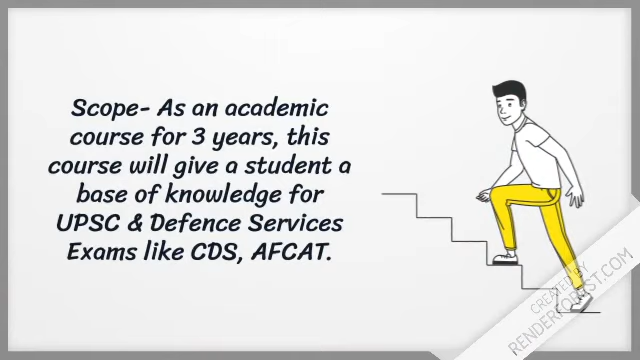 Scope- As an academic
course for 3 years, this
course will give a student a
base of knowledge for
UPSC & Defence Services
Exams like CDS, AFCAT.
CREATED BY
RENDERFOREST.COM